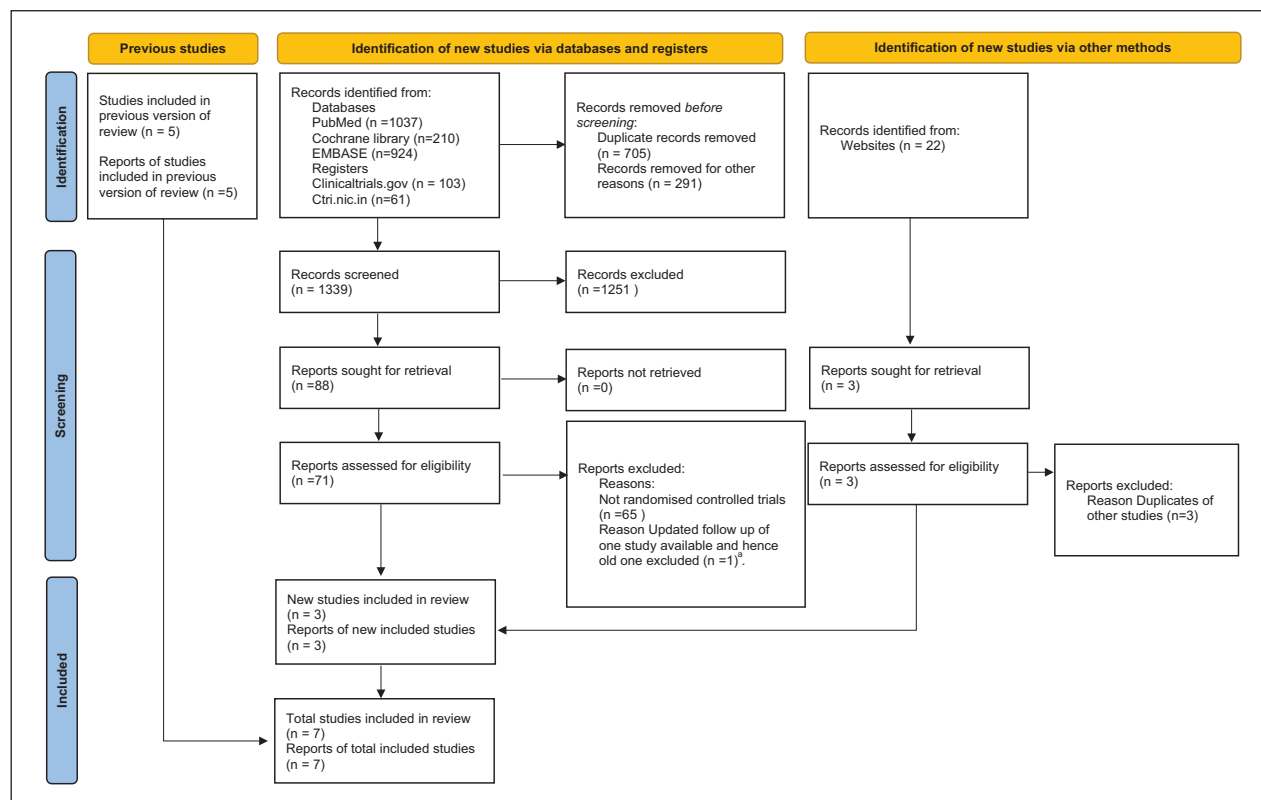 Previous studies
Identification of new studies via databases and registers
Identification of new studies via other methods
Identification
Studies included in
previous version of
review (n = 5)
Reports of studies
included in previous
version of review (n =5)
Records identified from:
Databases
PubMed (n =1037)
Cochrane library (n=210)
EMBASE (n=924)
Registers
Clinicaltrials.gov (n = 103)
Ctri.nic.in (n=61)
Records removed before
screening:
Duplicate records removed
(n = 705)
Records removed for other
reasons (n = 291)
Records identified from:
Websites (n = 22)
Screening
Records screened
(n = 1339)
Records excluded
(n =1251 )
Reports sought for retrieval
(n =88)
Reports not retrieved
(n =0)
Reports sought for retrieval
(n = 3)
Reports assessed for eligibility
(n =71)
Reports excluded:
Reasons:
Not randomised controlled trials
(n =65 )
Reason Updated follow up of
one study available and hence
old one excluded (n =1)a.
Reports assessed for eligibility
(n = 3)
Reports excluded:
Reason Duplicates of
other studies (n=3)
Included
New studies included in review
(n = 3)
Reports of new included studies
(n = 3)
Total studies included in review
(n = 7)
Reports of total included studies
(n = 7)